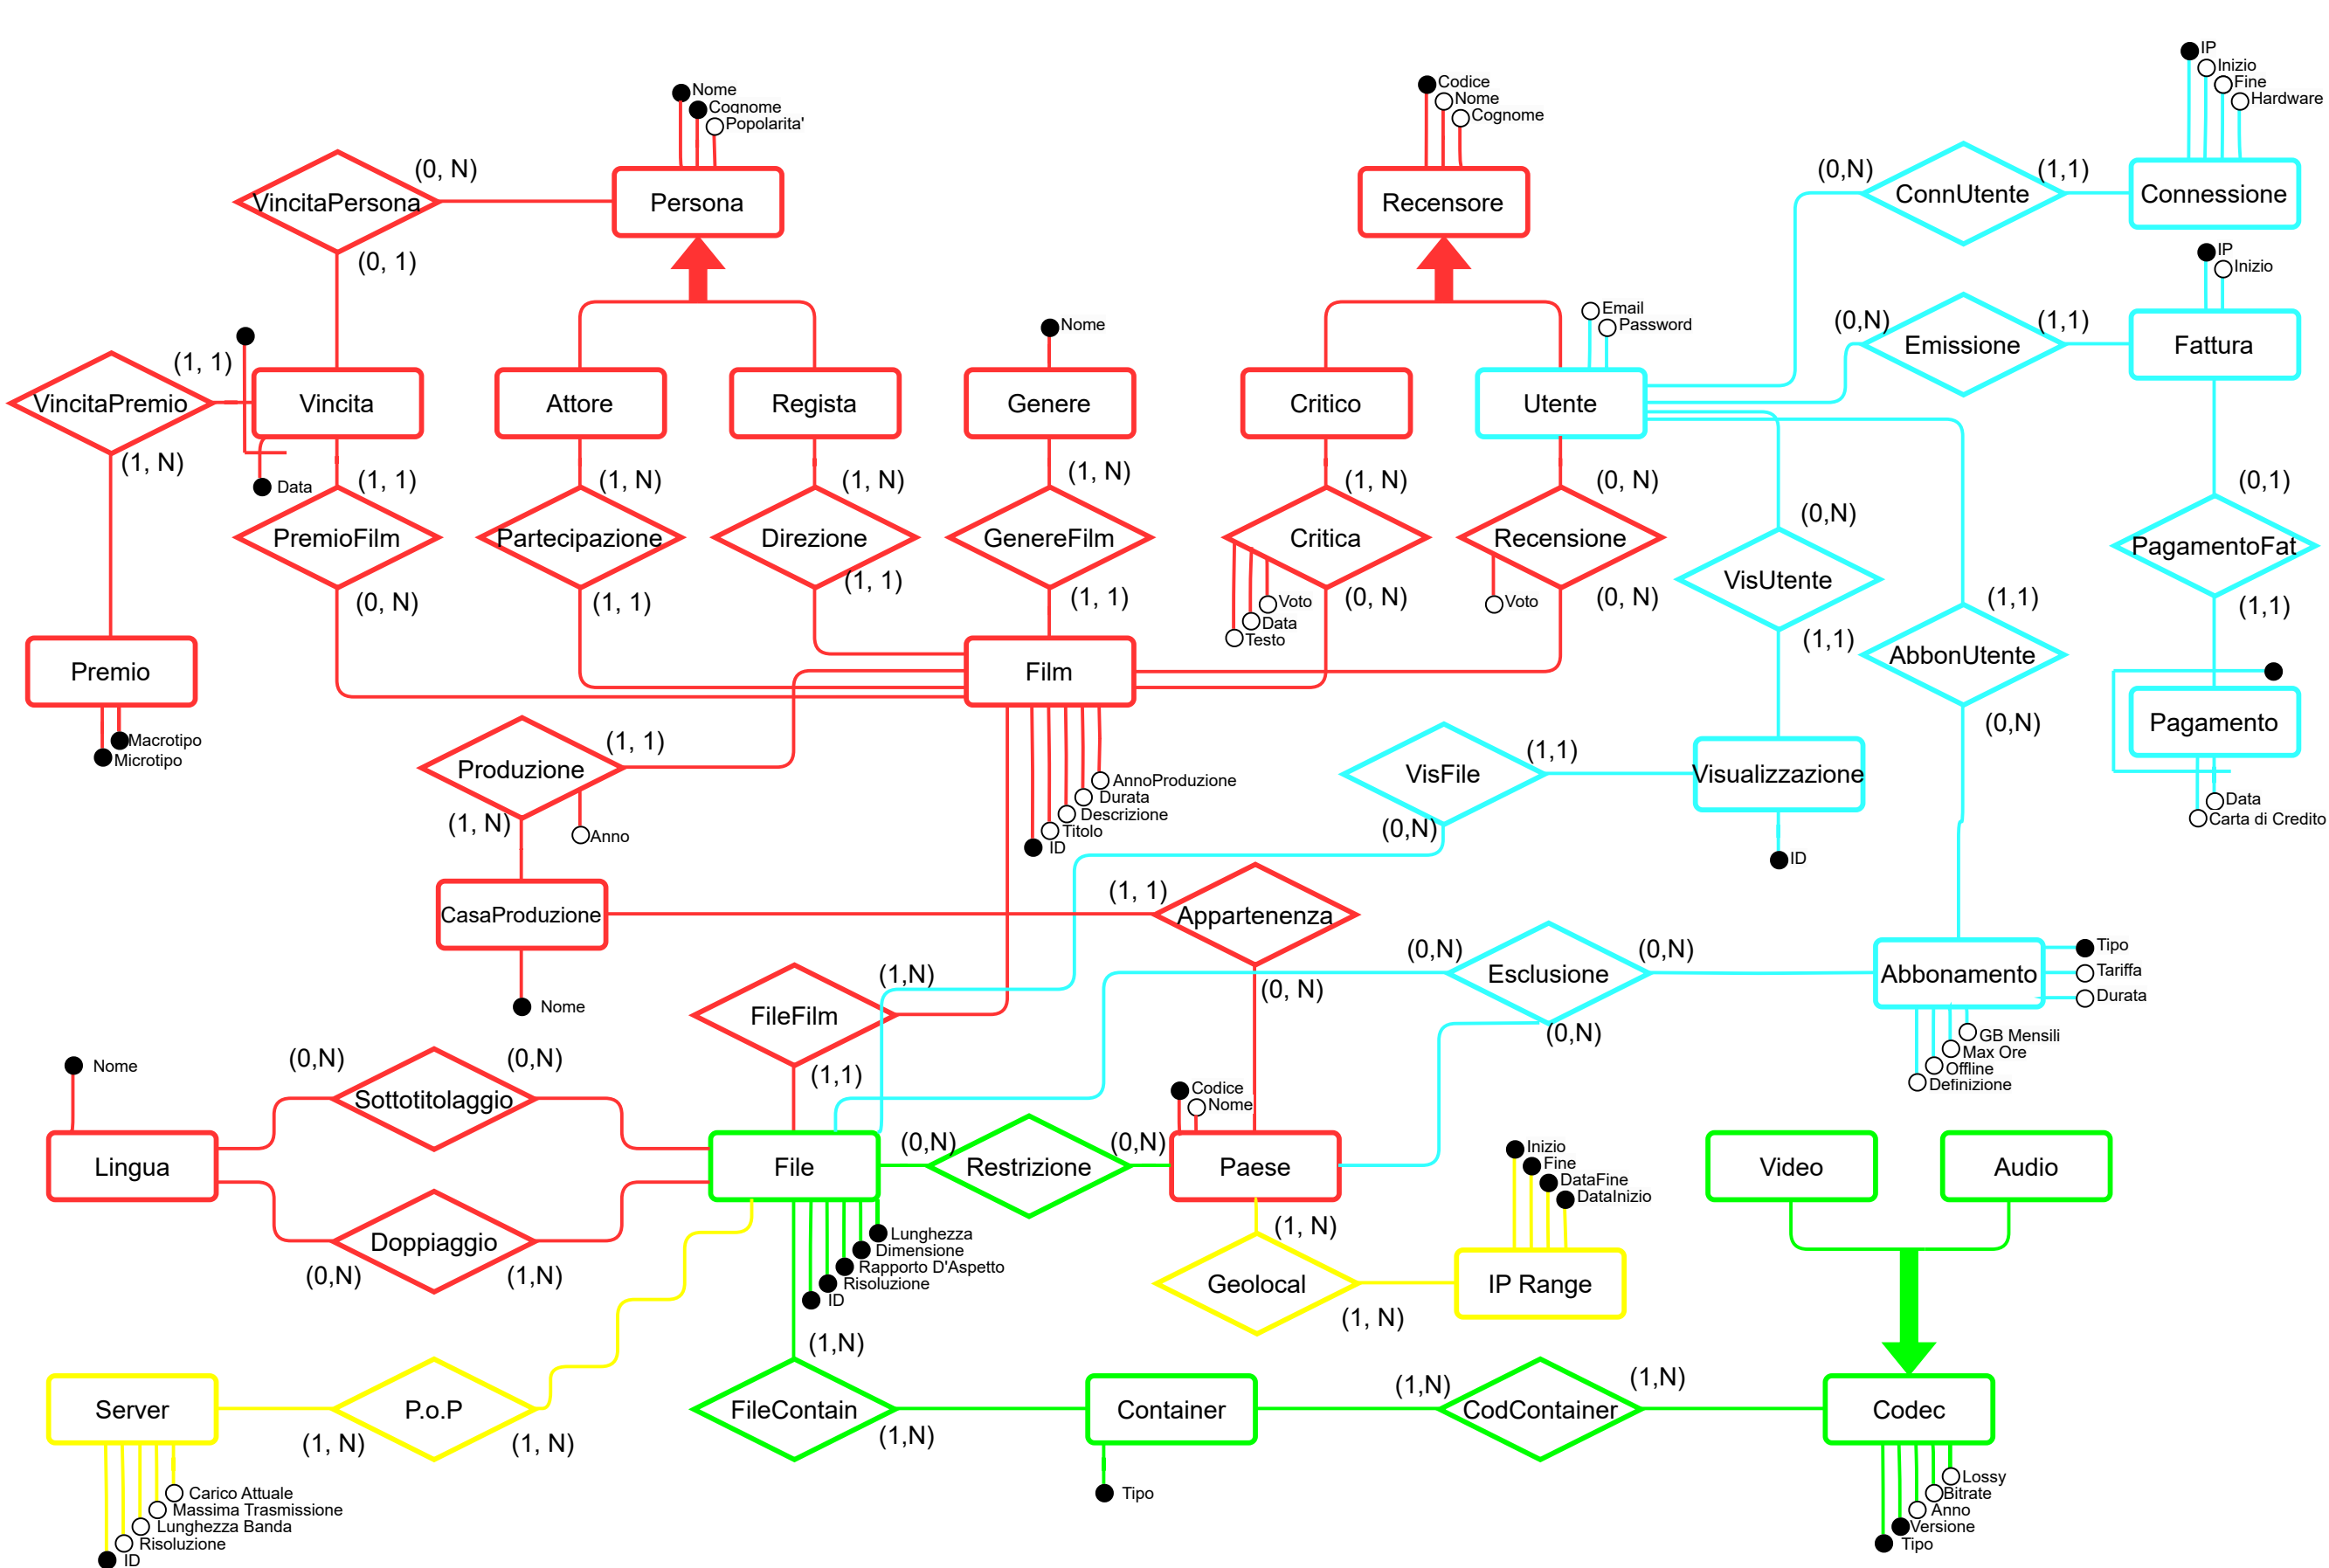 IP
Inizio
Fine
Hardware
Nome
Cognome
Popolarita'
Codice
Nome
Cognome
(0, N)
(0,N)
(1,1)
VincitaPersona
Persona
Recensore
ConnUtente
Connessione
(0, 1)
IP
Inizio
Email
Password
Nome
(0,N)
(1,1)
Emissione
Fattura
(1, 1)
VincitaPremio
Vincita
Attore
Regista
Genere
Critico
Utente
(1, N)
Data
(1, 1)
(1, N)
(1, N)
(1, N)
(1, N)
(0, N)
(0,1)
(0,N)
PremioFilm
Partecipazione
Direzione
GenereFilm
Critica
Recensione
PagamentoFat
VisUtente
(0, N)
(1, 1)
(1, 1)
(1, 1)
Voto
Data
Testo
(0, N)
Voto
(0, N)
(1,1)
(1,1)
(1,1)
Premio
Film
AbbonUtente
Macrotipo
Microtipo
(0,N)
Pagamento
Produzione
(1, 1)
(1, N)
Anno
AnnoProduzione
Durata
Descrizione
Titolo
ID
VisFile
(1,1)
(0,N)
Visualizzazione
ID
Data
Carta di Credito
CasaProduzione
(1, 1)
Appartenenza
(0, N)
Nome
(0,N)
Esclusione
(0,N)
(0,N)
Abbonamento
Tipo
Tariffa
Durata
GB Mensili
Max Ore
Offline
Definizione
FileFilm
(1,N)
(1,1)
Nome
(0,N)
(0,N)
Sottotitolaggio
Codice
Nome
Lingua
File
(0,N)
Restrizione
(0,N)
Paese
Inizio
Fine
DataFine
DataInizio
Video
Audio
Doppiaggio
(0,N)
(1,N)
Lunghezza
Dimensione
Rapporto D'Aspetto
Risoluzione
ID
(1, N)
Geolocal
(1, N)
IP Range
(1,N)
Server
P.o.P
(1, N)
(1, N)
FileContain
(1,N)
Container
(1,N)
CodContainer
(1,N)
Codec
Carico Attuale
Massima Trasmissione
Lunghezza Banda
Risoluzione
ID
Tipo
Lossy
Bitrate
Anno
Versione
Tipo